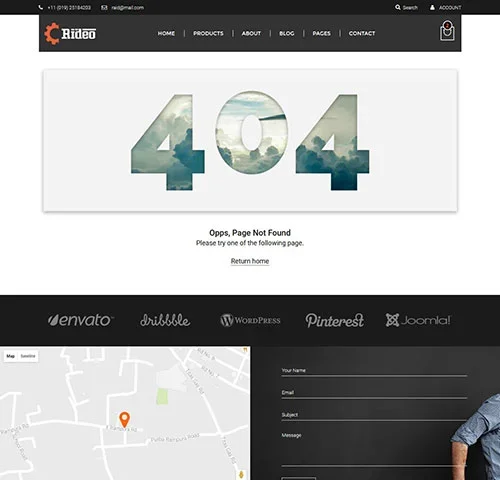 +11 (019) 25184203 raid@mail.com Search ACCOUNT
Rideo HOME PRODUCTS ABOUT BLOG PAGES CONTACT
404
Opps, Page Not Found
Please try one of the following page.
Return home
envato dribbble WORDPRESS Pinterest Joomla!
Map Satellite
Your Name
Email
Subject
Message